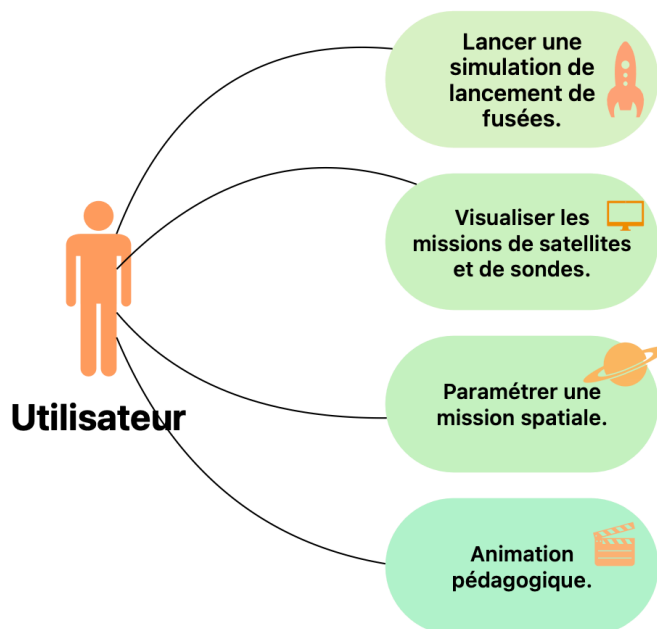 Lancer une
simulation de
lancement de
fusées.
Visualiser les
missions de satellites
et de sondes.
Utilisateur
Paramétrer une
mission spatiale.
Animation
pédagogique.